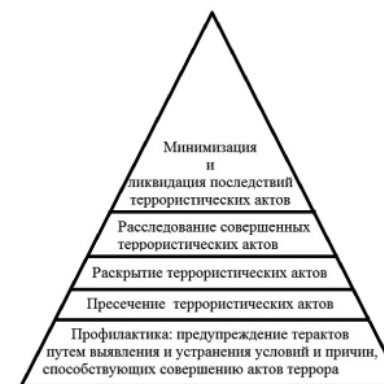 Минимизация
и
ликвидация последствий
террористических актов
Расследование совершенных
террористических актов
Раскрытие террористических актов
Пресечение террористических актов
Профилактика: предупреждение терактов
путем выявления и устранения условий и причин,
способствующих совершению актов террора